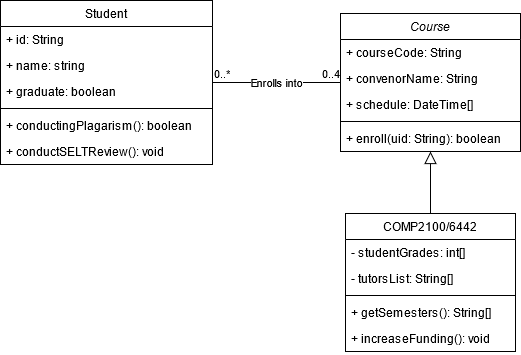 Student
+ id: String
+ name: string
+ graduate: boolean
+ conductingPlagarism(): boolean
+ conductSELTReview(): void
0..*
Enrolls into
0..4
Course
+ courseCode: String
+ convenorName: String
+ schedule: DateTime[]
+ enroll(uid: String): boolean
COMP2100/6442
- studentGrades: int[]
- tutorsList: String[]
+ getSemesters(): String[]
+ increaseFunding(): void